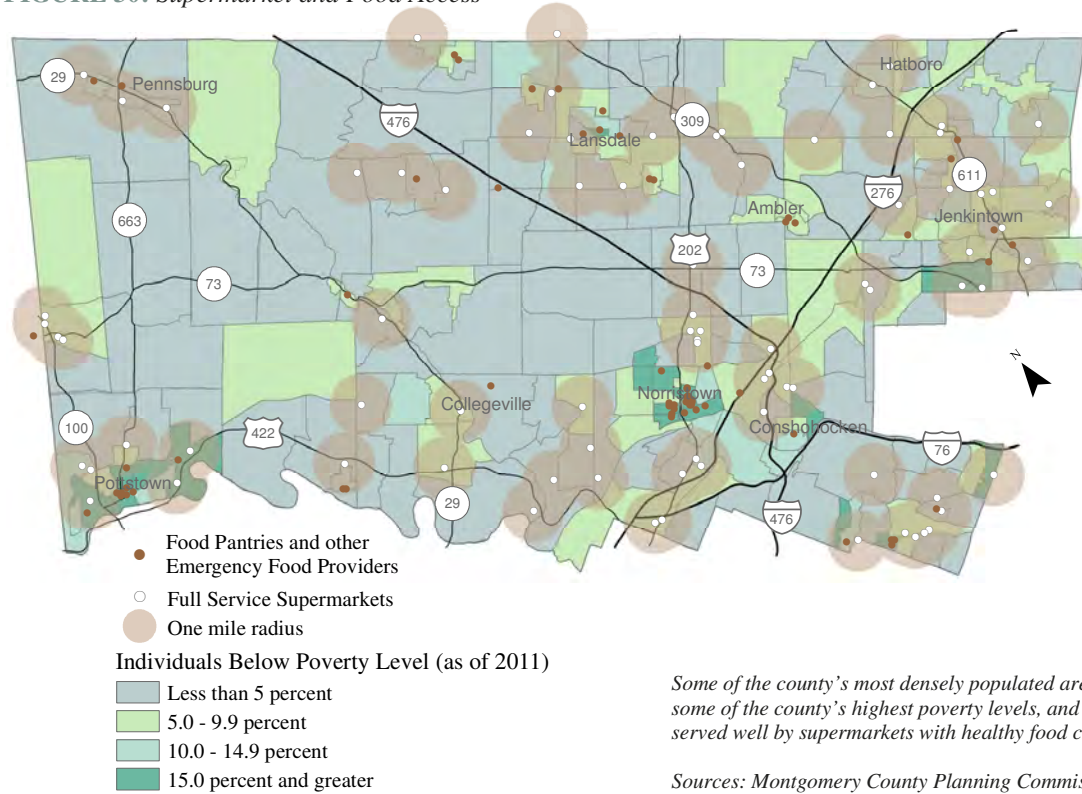 FIGURE 30: Supermarket and Food Access
29
Pennsburg
Hatboro
476
309
Lansdale
611
276
663
Ambler
Jenkintown
202
73
73
Norristown
Collegeville
Conshohocken
100
422
76
Pottstown
29
476
N
Food Pantries and other
Emergency Food Providers
Full Service Supermarkets
One mile radius
Individuals Below Poverty Level (as of 2011)
Less than 5 percent
5.0 - 9.9 percent
10.0 - 14.9 percent
15.0 percent and greater
Some of the county's most densely populated
some of the county's highest poverty levels, and
served well by supermarkets with healthy food
Sources: Montgomery County Planning